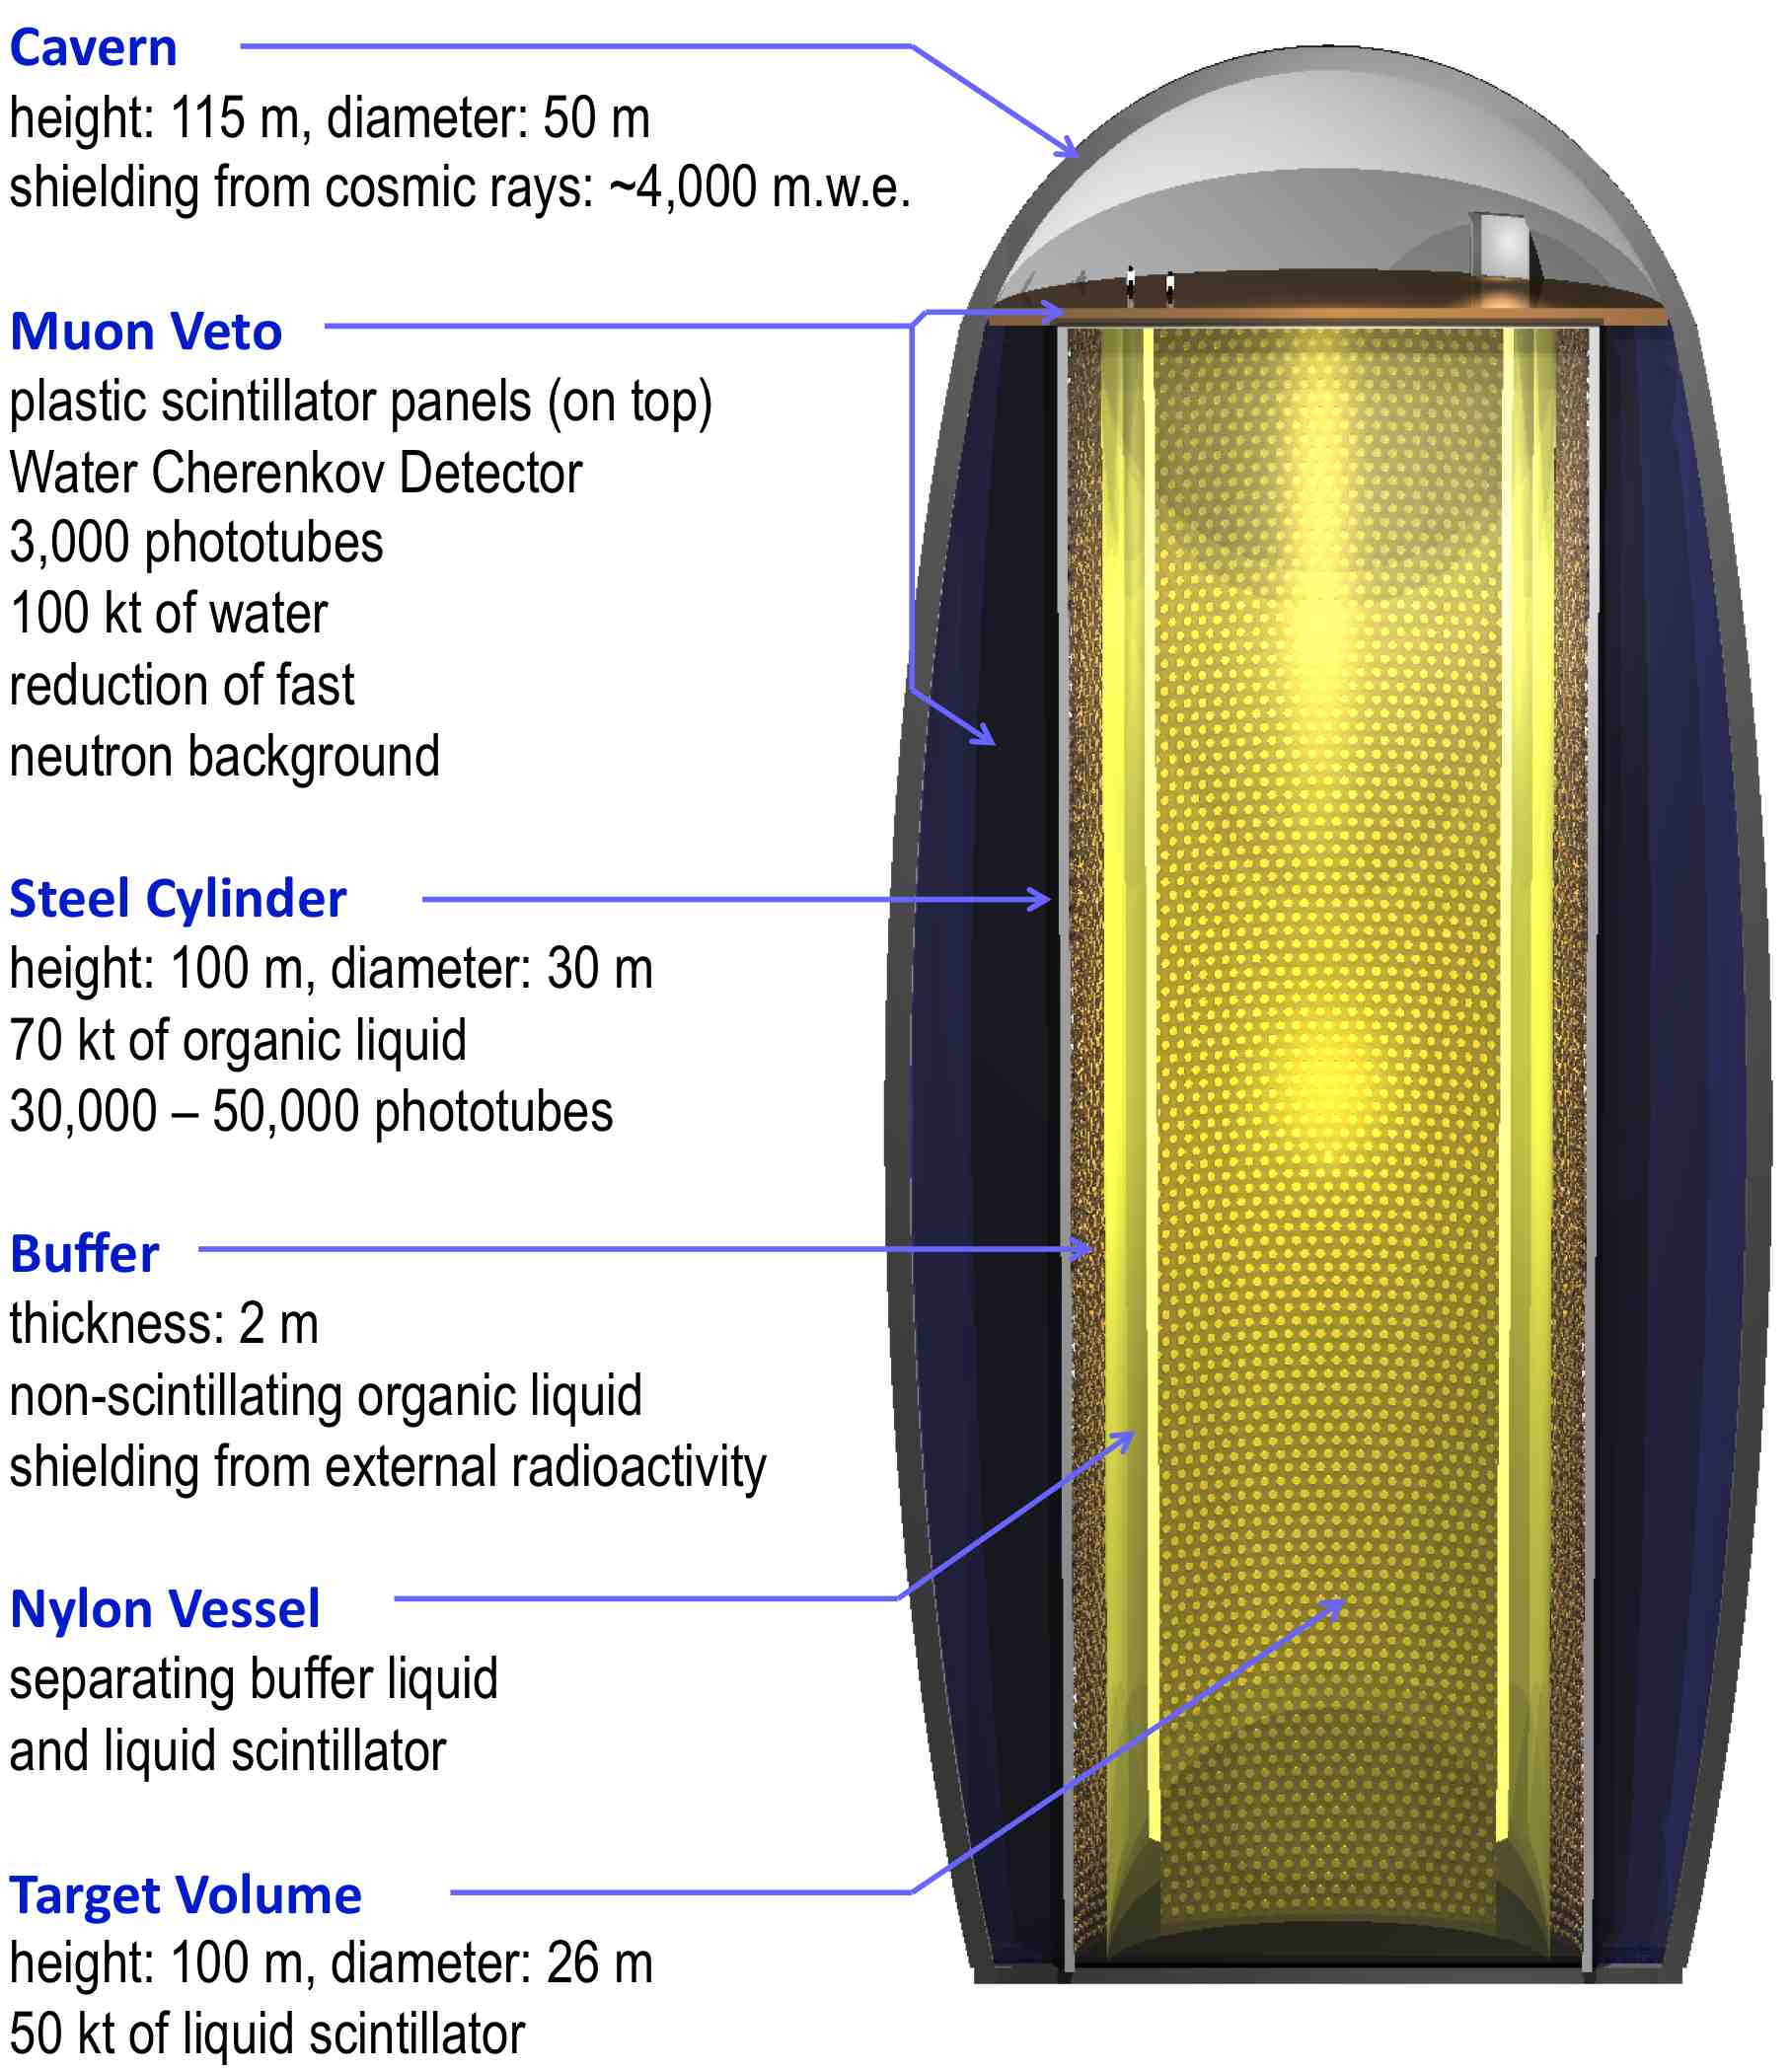 Cavern
height: 115 m, diameter: 50 m
shielding from cosmic rays: ~4,000 m.w.e.
Muon Veto
plastic scintillator panels (on top)
Water Cherenkov Detector
3,000 phototubes
100 kt of water
reduction of fast
neutron background
Steel Cylinder
height: 100 m, diameter: 30 m
70 kt of organic liquid
30,000 – 50,000 phototubes
Buffer
thickness: 2 m
non-scintillating organic liquid
shielding from external radioactivity
Nylon Vessel
separating buffer liquid
and liquid scintillator
Target Volume
height: 100 m, diameter: 26 m
50 kt of liquid scintillator